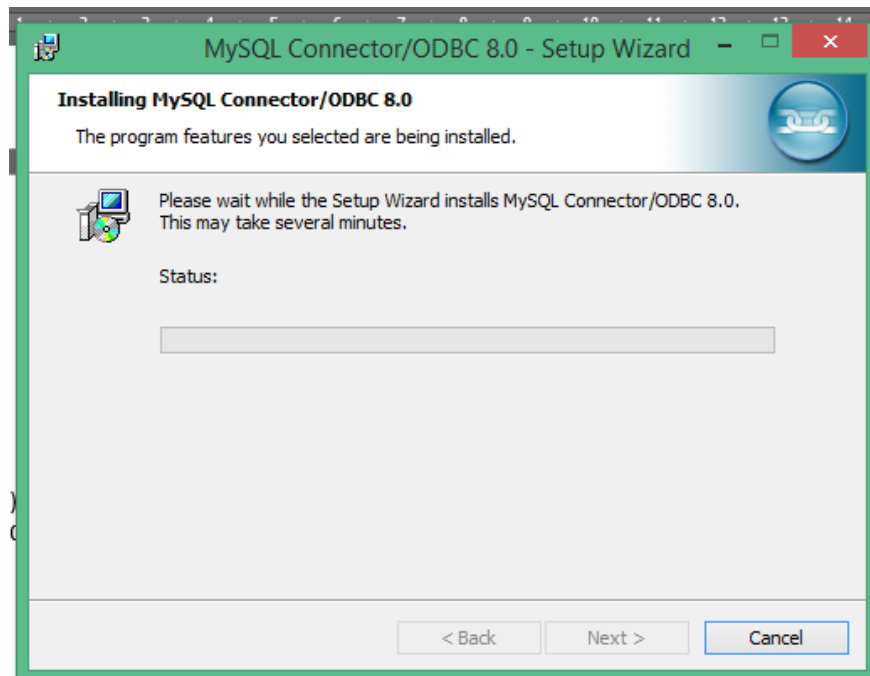 MySQL Connector/ODBC 8.0 - Setup Wizard
Installing MySQL Connector/ODBC 8.0
The program features you selected are being installed.
Please wait while the Setup Wizard installs MySQL Connector/ODBC 8.0.
This may take several minutes.
Status:
)
< Back Next > Cancel